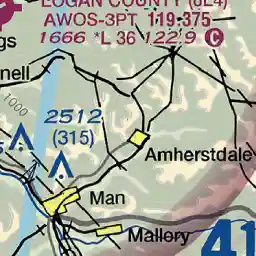 LOGAN COUNTY (6L4)
AWOS-3PT 119.375
1666 *L 36 122.9 C
gs
nell
1000
2512
(315)
Amherstdale
Man
Mallory
41